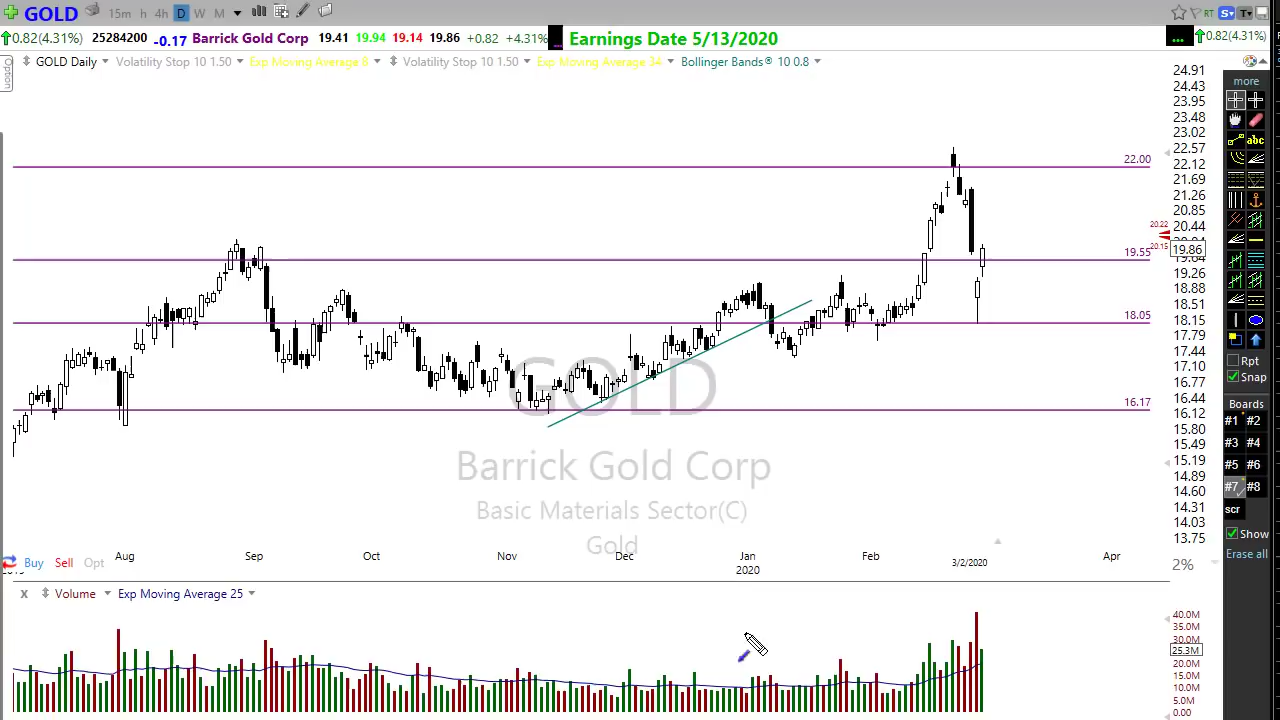 GOLD 15m h 4h D W M RT S T
0.82(4.31%) 25284200 -0.17 Barrick Gold Corp 19.41 19.94 19.14 19.86 +0.82 +4.31% Earnings Date 5/13/2020 ... 0.82(4.31%)
Option GOLD Daily Volatility Stop 10 1.50 Exp Moving Average 8 Volatility Stop 10 1.50 Exp Moving Average 34 Bollinger Bands® 10 0.8
24.91
24.43
23.95
23.48
23.02
22.57
22.12
21.69
21.26
20.85
20.44
19.86
19.26
18.88
18.51
18.15
17.79
17.44
17.10
16.77
16.44
16.12
15.80
15.49
15.19
14.89
14.60
14.31
14.03
13.75
22.00
20.22
20.15
19.55
18.05
16.17
GOLD
Barrick Gold Corp
Basic Materials Sector(C)
Gold
Aug Sep Oct Nov Dec Jan Feb 3/2/2020 Apr
2020
Buy Sell Opt
2%
x Volume Exp Moving Average 25
40.0M
35.0M
30.0M
25.3M
20.0M
15.0M
10.0M
5.0M
0.00
more
abc
Rpt
Snap
Boards
#1 #2
#3 #4
#5 #6
#7 #8
scr
Show
Erase all